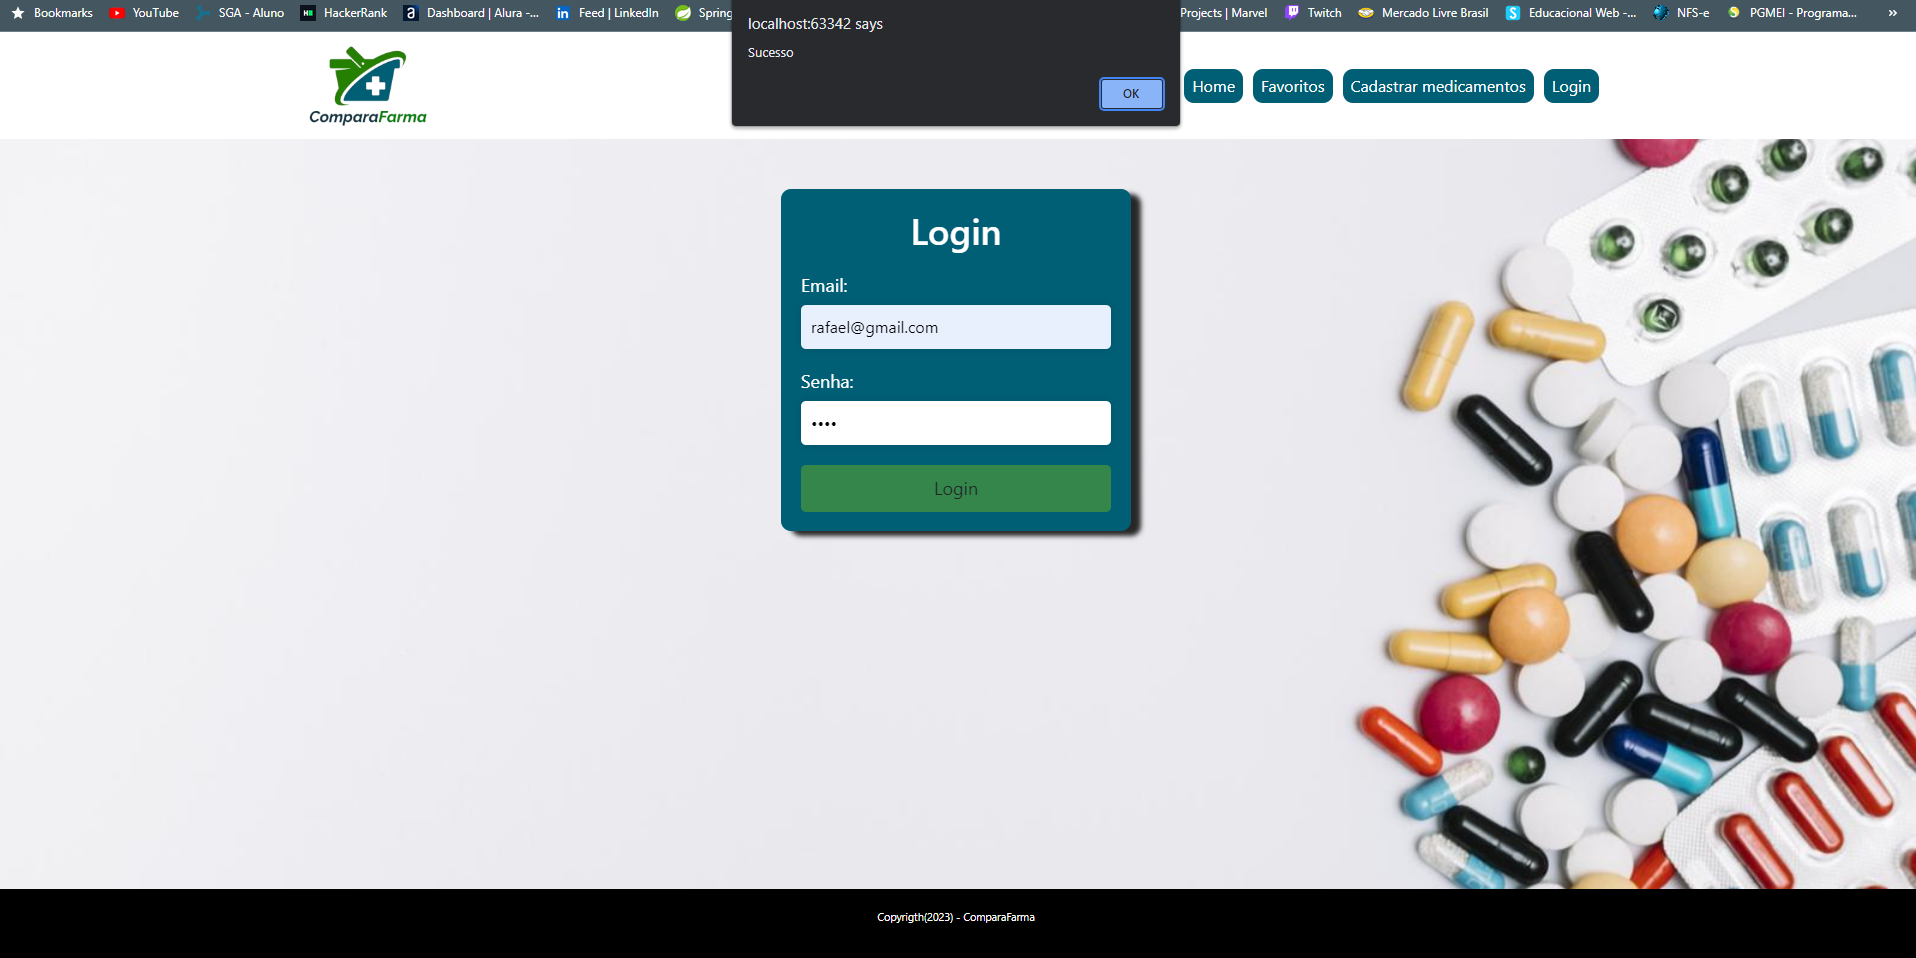 Bookmarks YouTube SGA - Aluno HackerRank Dashboard | Alura -... Feed | LinkedIn Spring Projects | Marvel Twitch Mercado Livre Brasil Educacional Web -... NFS-e PGMEI - Programa... »
localhost:63342 says
Sucesso
OK
ComparaFarma
Home Favoritos Cadastrar medicamentos Login
Login
Email:
rafael@gmail.com
Senha:
••••
Login
Copyrigth(2023) - ComparaFarma